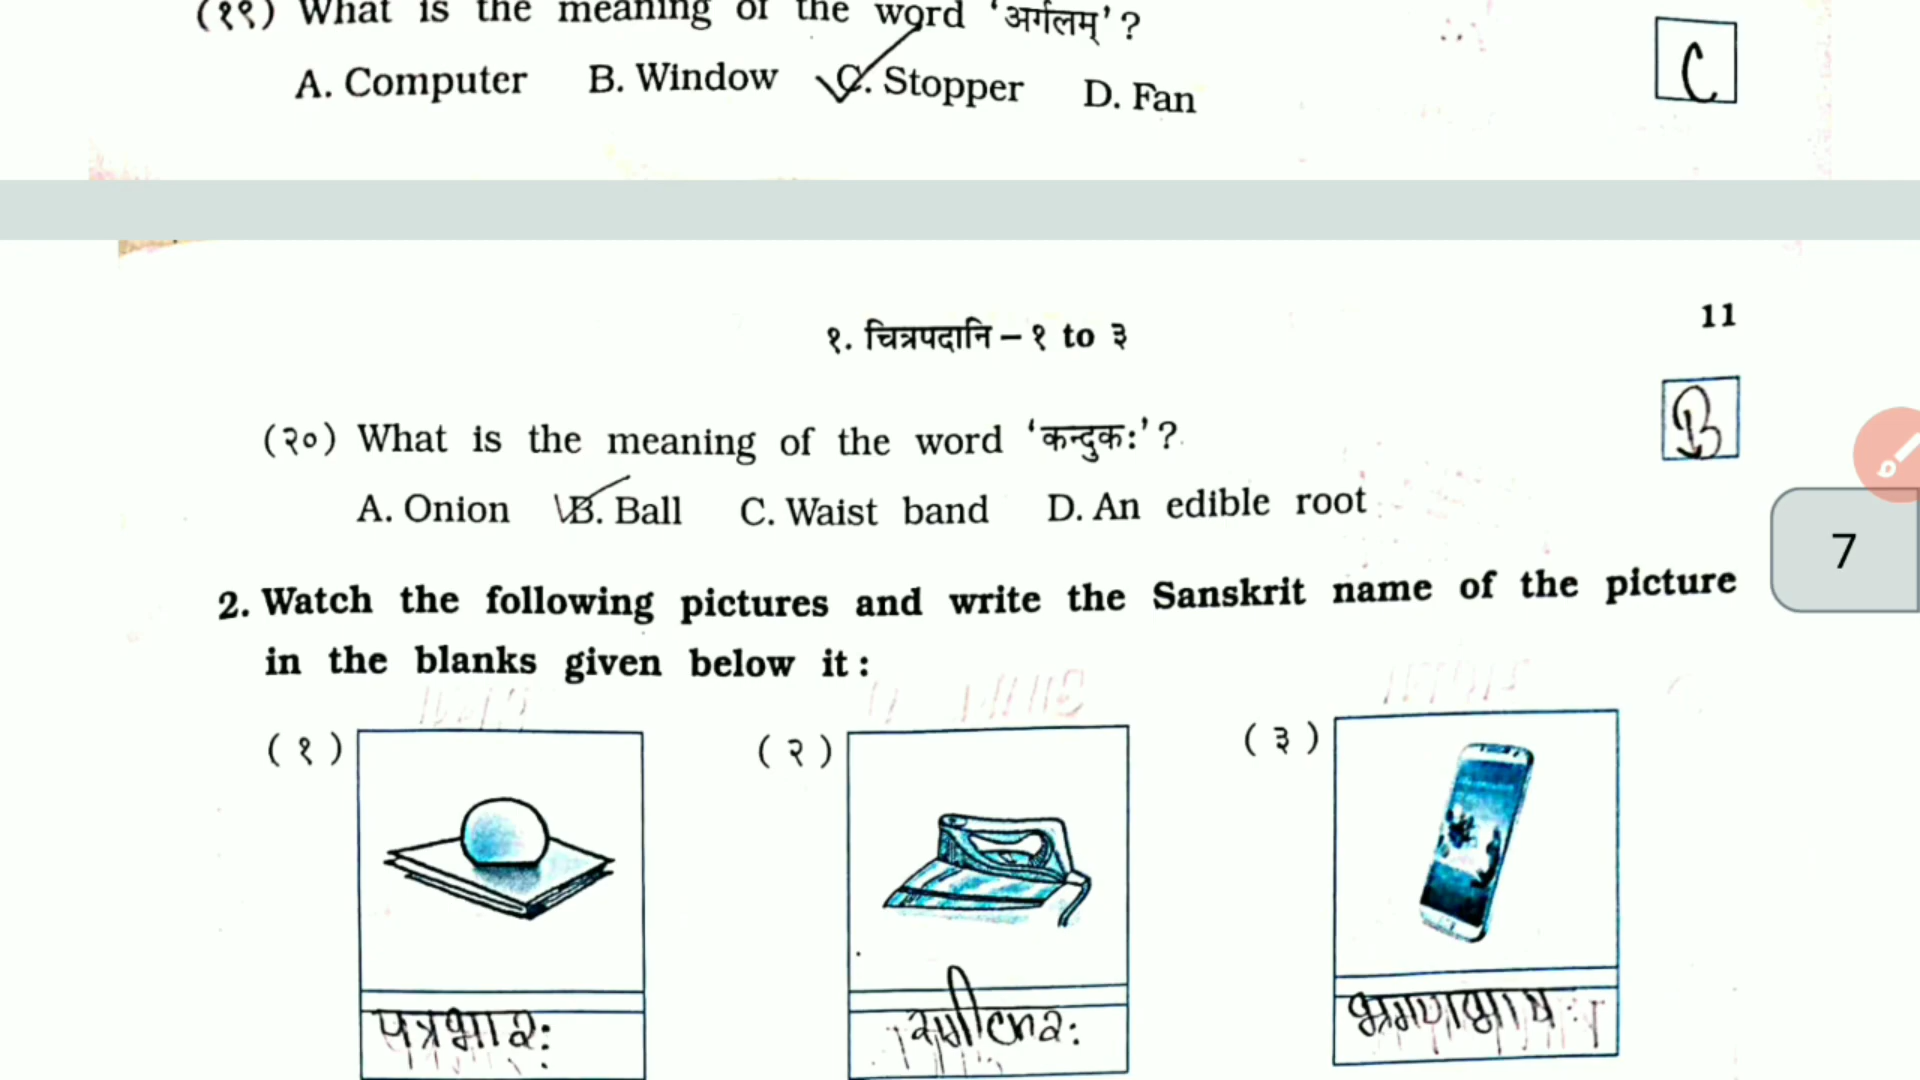 (१९) What is the meaning of the word 'अर्गलम्'?
A. Computer B. Window C. Stopper D. Fan
C
११. चित्रपदानि – १ to ३
11
(२०) What is the meaning of the word 'कन्दुकः'?
B
A. Onion B. Ball C. Waist band D. An edible root
7
2. Watch the following pictures and write the Sanskrit name of the picture
in the blanks given below it :
(१) (२) (३)
पत्रभारः